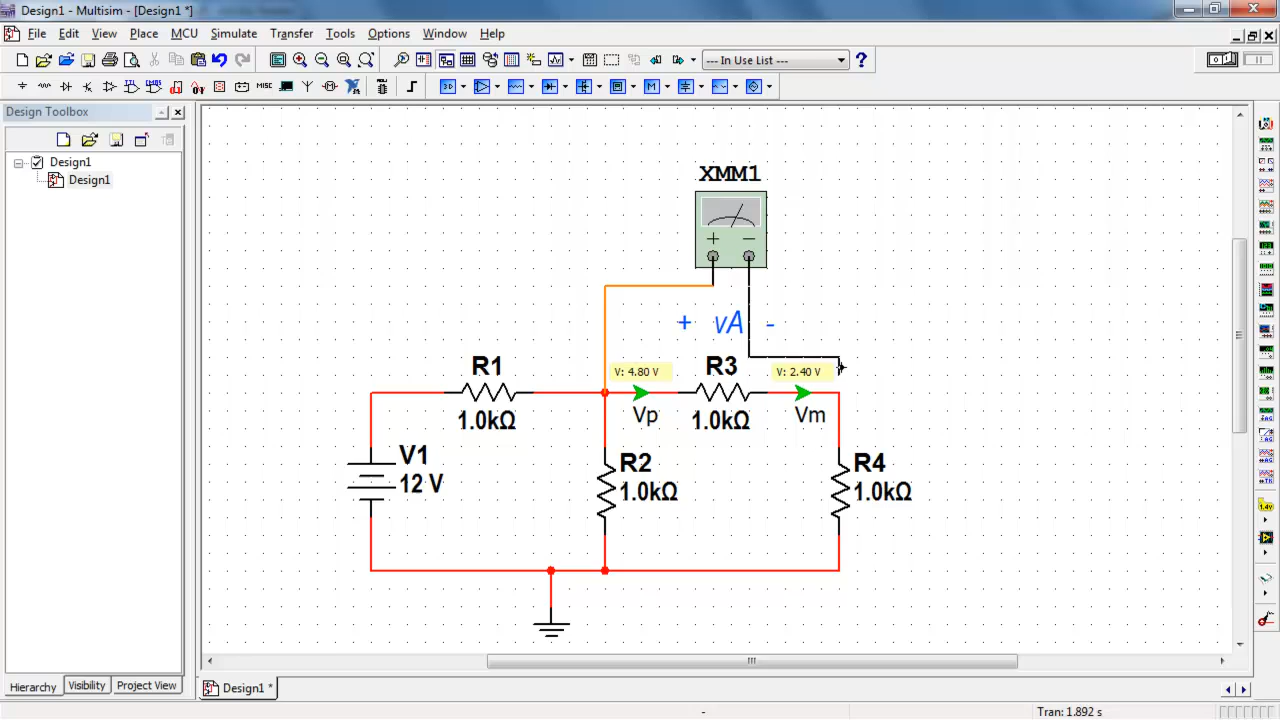 Design1 - Multisim - [Design1 *]
File Edit View Place MCU Simulate Transfer Tools Options Window Help
--- In Use List ---
?
MISC
Design Toolbox
Design1
Design1
XMM1
+ −
+ vA -
R1
1.0kΩ
V: 4.80 V
Vp
R3
1.0kΩ
V: 2.40 V
Vm
V1
12 V
R2
1.0kΩ
R4
1.0kΩ
Hierarchy Visibility Project View
Design1 *
-
Tran: 1.892 s